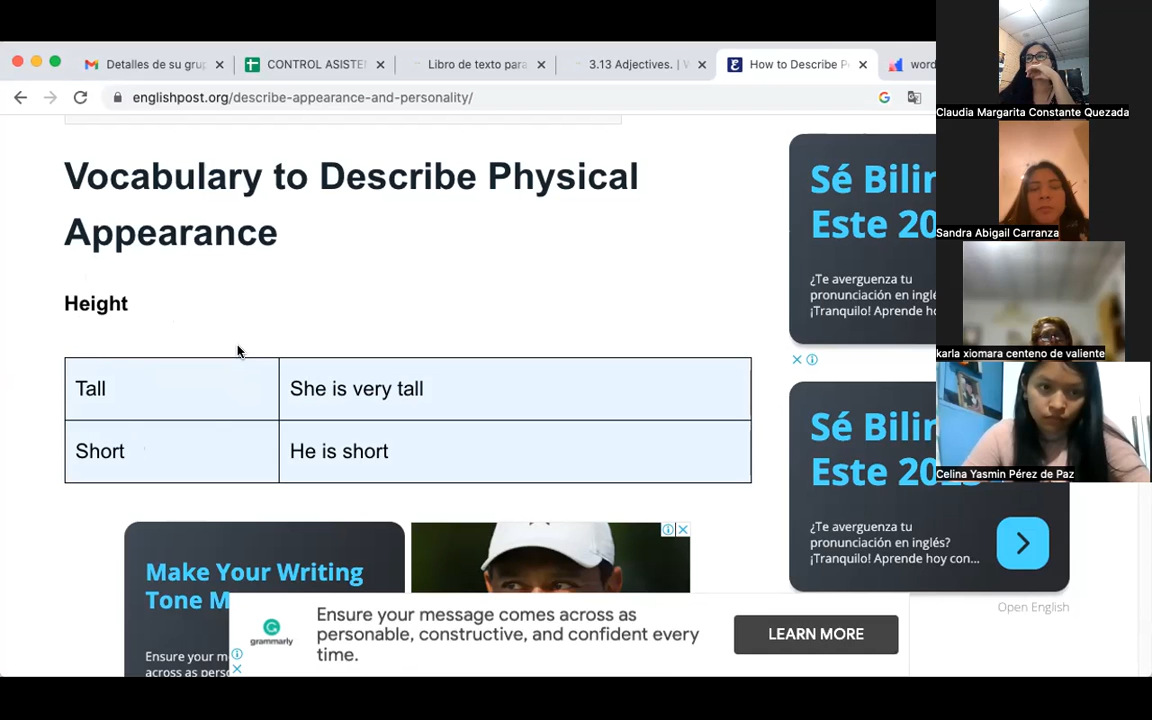 Detalles de su gru
CONTROL ASISTE
Libro de texto para
3.13 Adjectives. |
How to Describe P
word
englishpost.org/describe-appearance-and-personality/
Vocabulary to Describe Physical
Appearance
Height
Tall
She is very tall
Short
He is short
Sé Bilin
Este 20
¿Te averguenza tu
pronunciación en inglé
¡Tranquilo! Aprende ho
Sé Bilin
Este 20
¿Te averguenza tu
pronunciación en inglés?
¡Tranquilo! Aprende hoy con...
Open English
Make Your Writing
Tone M
Ensure your m
across as pers
grammarly
Ensure your message comes across as
personable, constructive, and confident every
time.
LEARN MORE
Claudia Margarita Constante Quezada
Sandra Abigail Carranza
karla xiomara centeno de valiente
Celina Yasmin Pérez de Paz